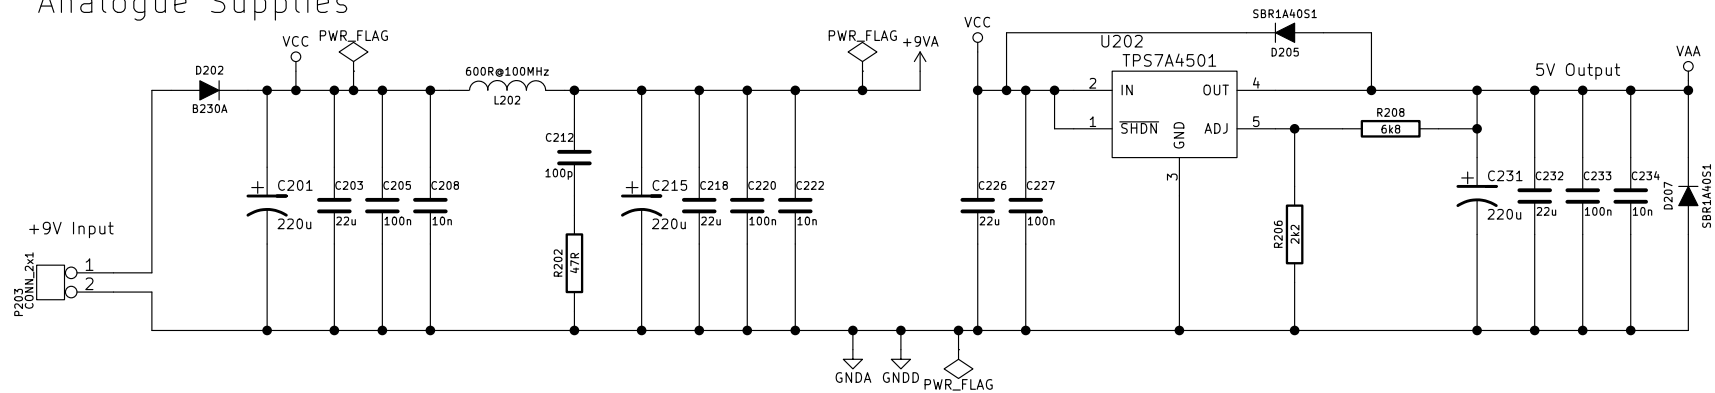 Analogue Supplies
SBR1A40S1
D205
VCC
PWR_FLAG
PWR_FLAG
+9VA
VCC
U202
TPS7A4501
VAA
D202
B230A
600R@100MHz
L202
2 IN
OUT 4
5V Output
1 SHDN
GND
ADJ 5
3
R208
6k8
C212
100p
C201
220u
C203
22u
C205
100n
C208
10n
R202
47R
C215
220u
C218
22u
C220
100n
C222
10n
C226
22u
C227
100n
R206
2k2
C231
220u
C232
22u
C233
100n
C234
10n
D207
SBR1A40S1
+9V Input
P203
CONN_2x1
1
2
GNDA
GNDD
PWR_FLAG